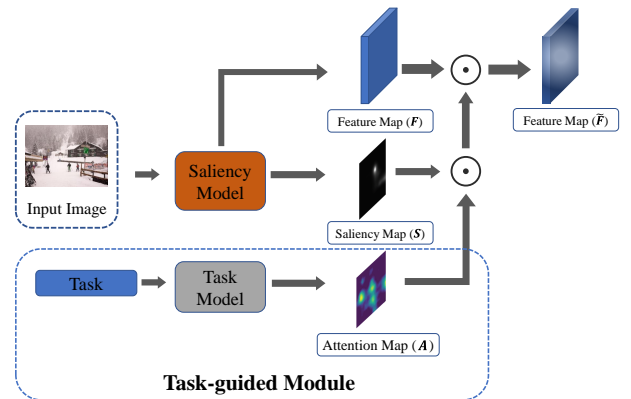 Feature Map (F)
Feature Map (F̃)
Input Image
Saliency
Model
Saliency Map (S)
Task
Task
Model
Attention Map (A)
Task-guided Module